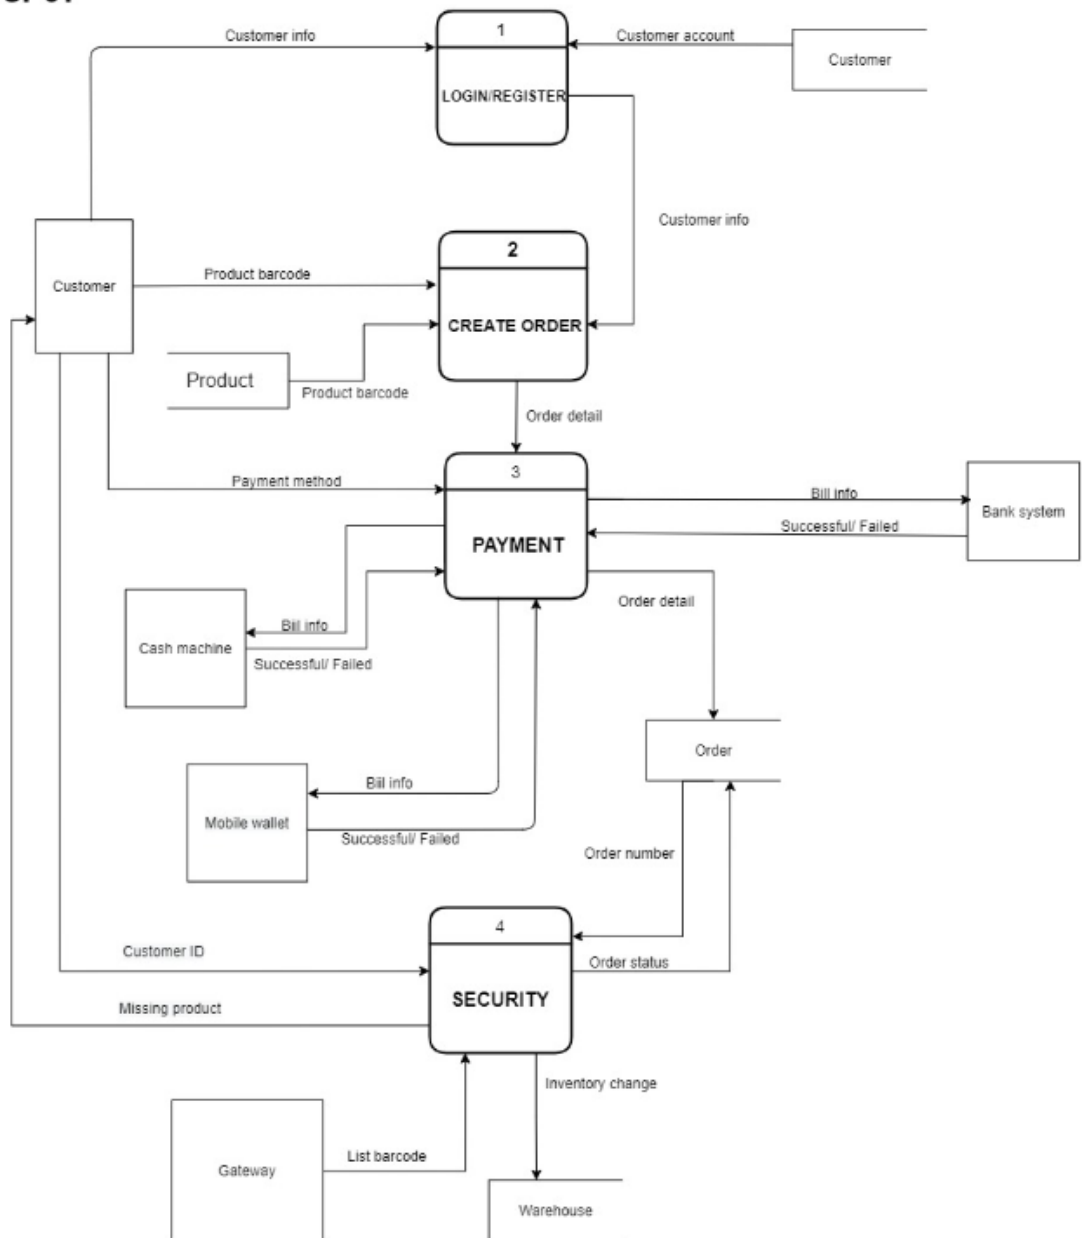 Customer info
1
Customer account
Customer
LOGIN/REGISTER
Customer info
2
Product barcode
Customer
CREATE ORDER
Product
Product barcode
Order detail
3
Payment method
Bill info
Bank system
Successful/ Failed
PAYMENT
Order detail
Bill info
Cash machine
Successful/ Failed
Order
Bill info
Mobile wallet
Successful/ Failed
Order number
4
Customer ID
Order status
SECURITY
Missing product
Inventory change
List barcode
Gateway
Warehouse